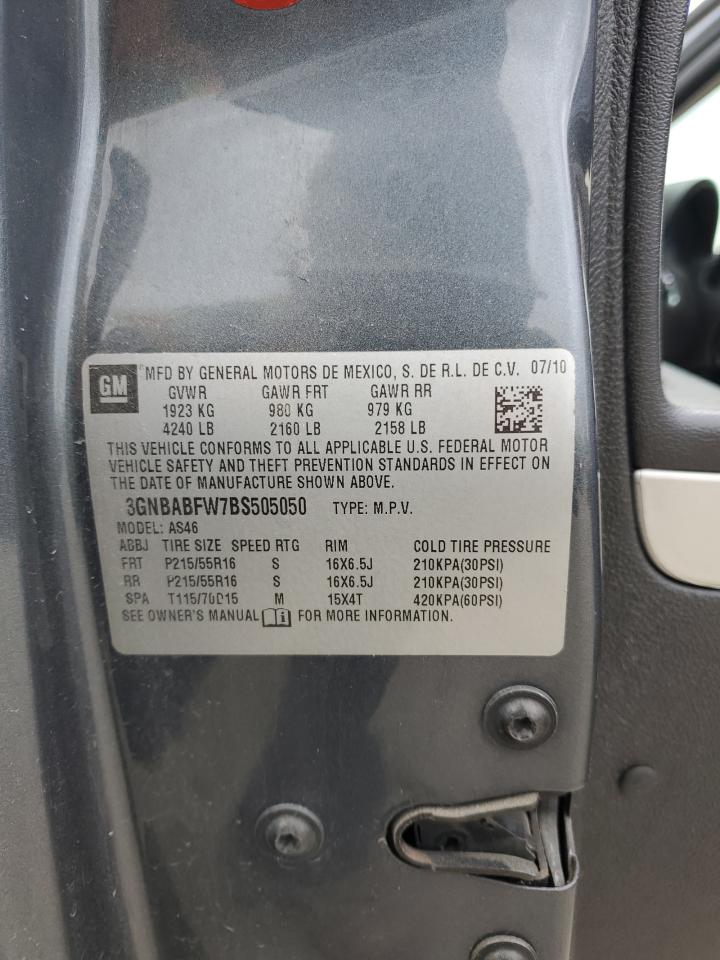 GM
MFD BY GENERAL MOTORS DE MEXICO, S. DE R.L. DE C.V. 07/10
GVWR GAWR FRT GAWR RR
1923 KG 980 KG 979 KG
4240 LB 2160 LB 2158 LB
THIS VEHICLE CONFORMS TO ALL APPLICABLE U.S. FEDERAL MOTOR
VEHICLE SAFETY AND THEFT PREVENTION STANDARDS IN EFFECT ON
THE DATE OF MANUFACTURE SHOWN ABOVE.
3GNBABFW7BS505050 TYPE: M.P.V.
MODEL: AS46
ABBJ TIRE SIZE SPEED RTG RIM COLD TIRE PRESSURE
FRT P215/55R16 S 16X6.5J 210KPA(30PSI)
RR P215/55R16 S 16X6.5J 210KPA(30PSI)
SPA T115/70D15 M 15X4T 420KPA(60PSI)
SEE OWNER'S MANUAL FOR MORE INFORMATION.